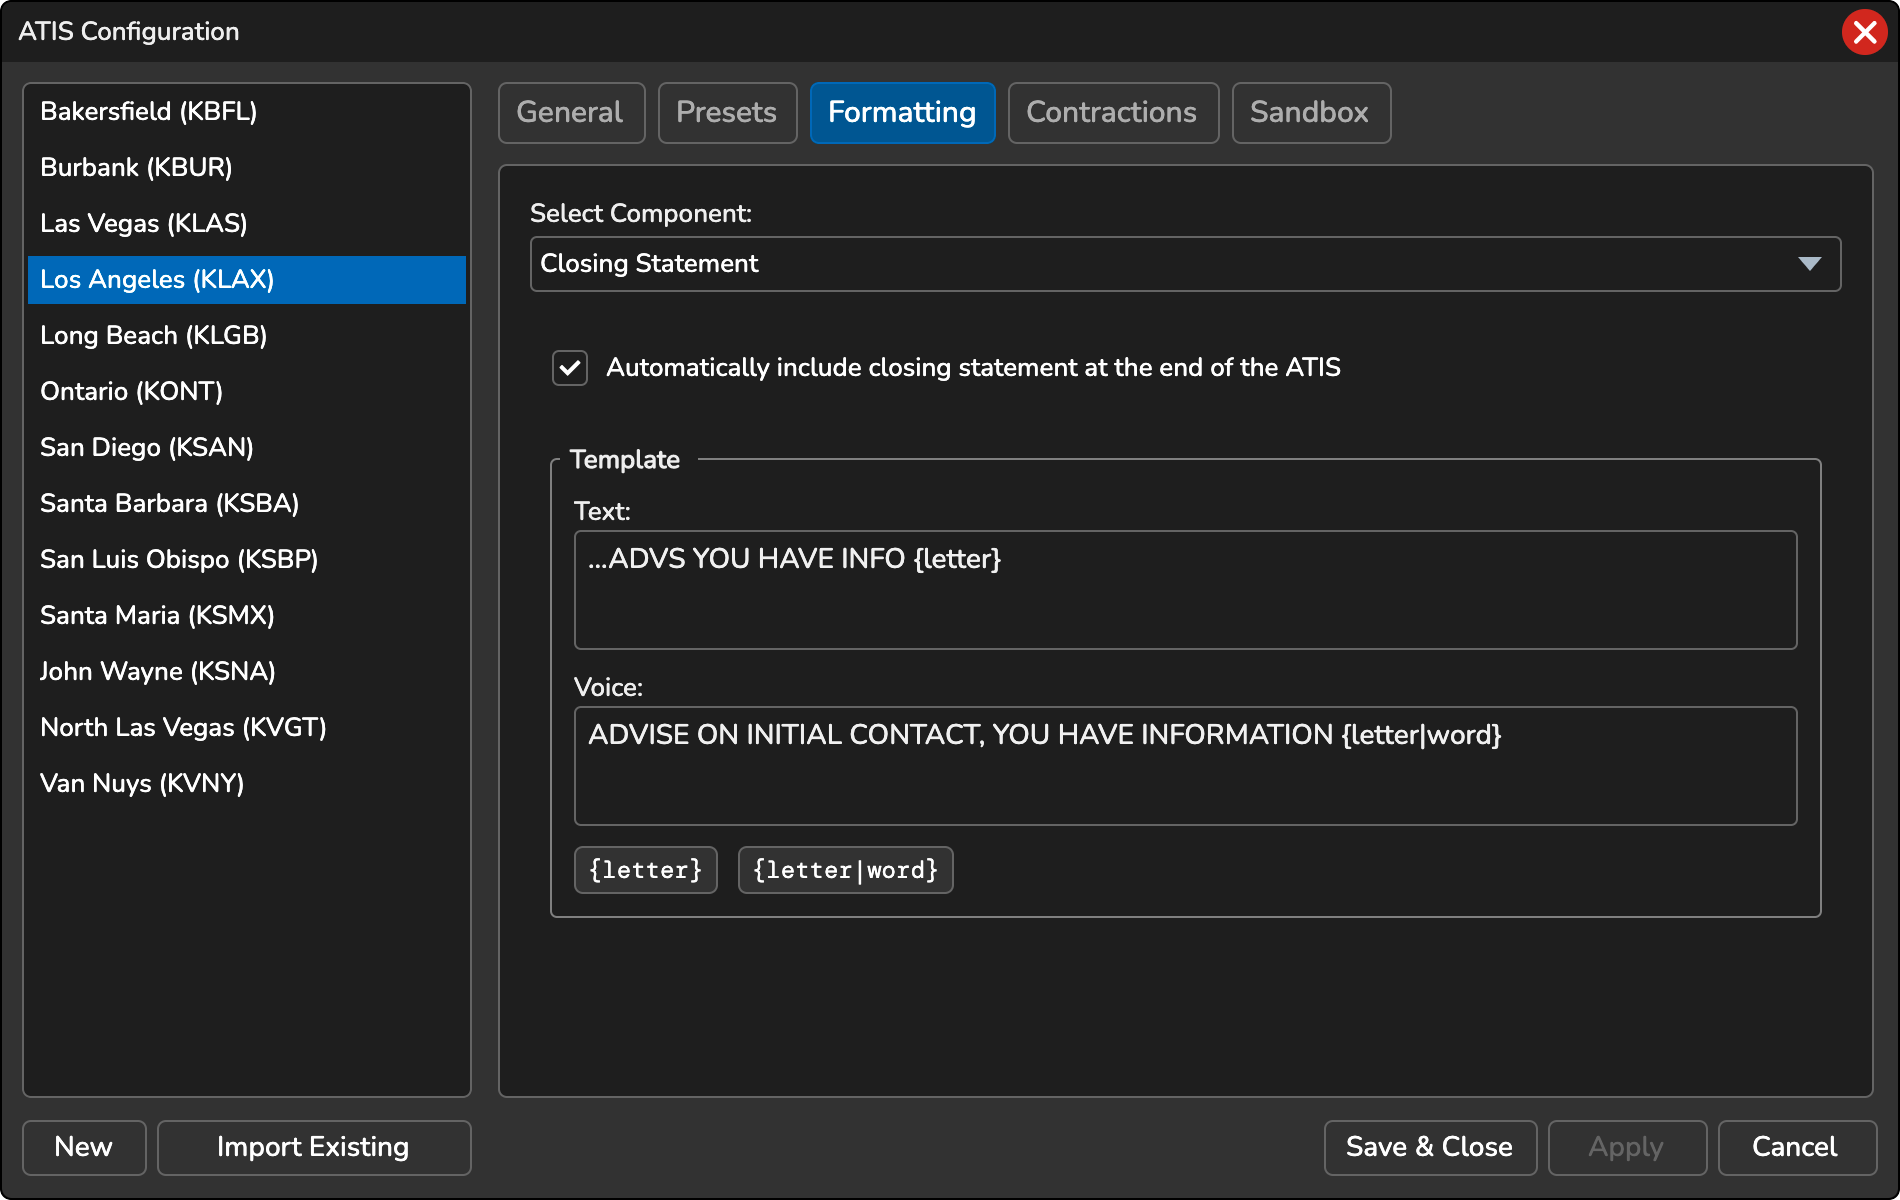 ATIS Configuration
Bakersfield (KBFL)
Burbank (KBUR)
Las Vegas (KLAS)
Los Angeles (KLAX)
Long Beach (KLGB)
Ontario (KONT)
San Diego (KSAN)
Santa Barbara (KSBA)
San Luis Obispo (KSBP)
Santa Maria (KSMX)
John Wayne (KSNA)
North Las Vegas (KVGT)
Van Nuys (KVNY)
New
Import Existing
General
Presets
Formatting
Contractions
Sandbox
Select Component:
Closing Statement
Automatically include closing statement at the end of the ATIS
Template
Text:
...ADVS YOU HAVE INFO {letter}
Voice:
ADVISE ON INITIAL CONTACT, YOU HAVE INFORMATION {letter|word}
{letter}
{letter|word}
Save & Close
Apply
Cancel